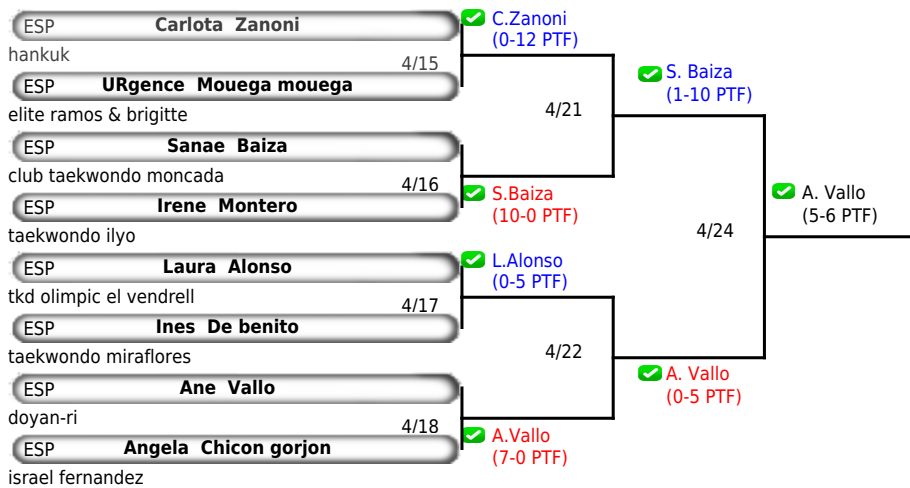 ESP Carlota Zanoni
hankuk
4/15
ESP URgence Mouega mouega
elite ramos & brigitte
C.Zanoni
(0-12 PTF)
4/21
ESP Sanae Baiza
club taekwondo moncada
4/16
ESP Irene Montero
taekwondo ilyo
S.Baiza
(10-0 PTF)
S. Baiza
(1-10 PTF)
4/24
A. Vallo
(5-6 PTF)
ESP Laura Alonso
tkd olimpic el vendrell
4/17
ESP Ines De benito
taekwondo miraflores
L.Alonso
(0-5 PTF)
4/22
ESP Ane Vallo
doyan-ri
4/18
ESP Angela Chicon gorjon
israel fernandez
A.Vallo
(7-0 PTF)
A. Vallo
(0-5 PTF)